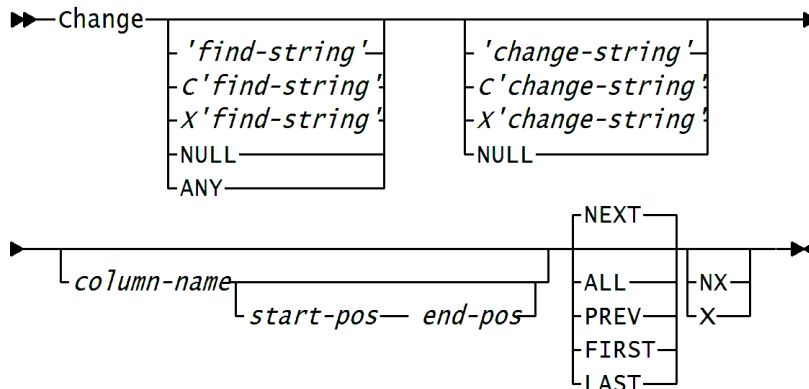 Change
'find-string' 'change-string'
C'find-string' C'change-string'
X'find-string' X'change-string'
NULL NULL
ANY
NEXT
column-name ALL NX
start-pos end-pos PREV X
FIRST
LAST